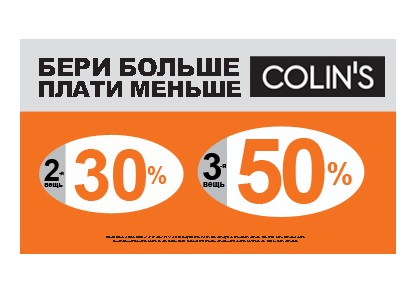 БЕРИ БОЛЬШЕ
ПЛАТИ МЕНЬШЕ
COLIN'S
2-я вещь 30%
3-я вещь 50%